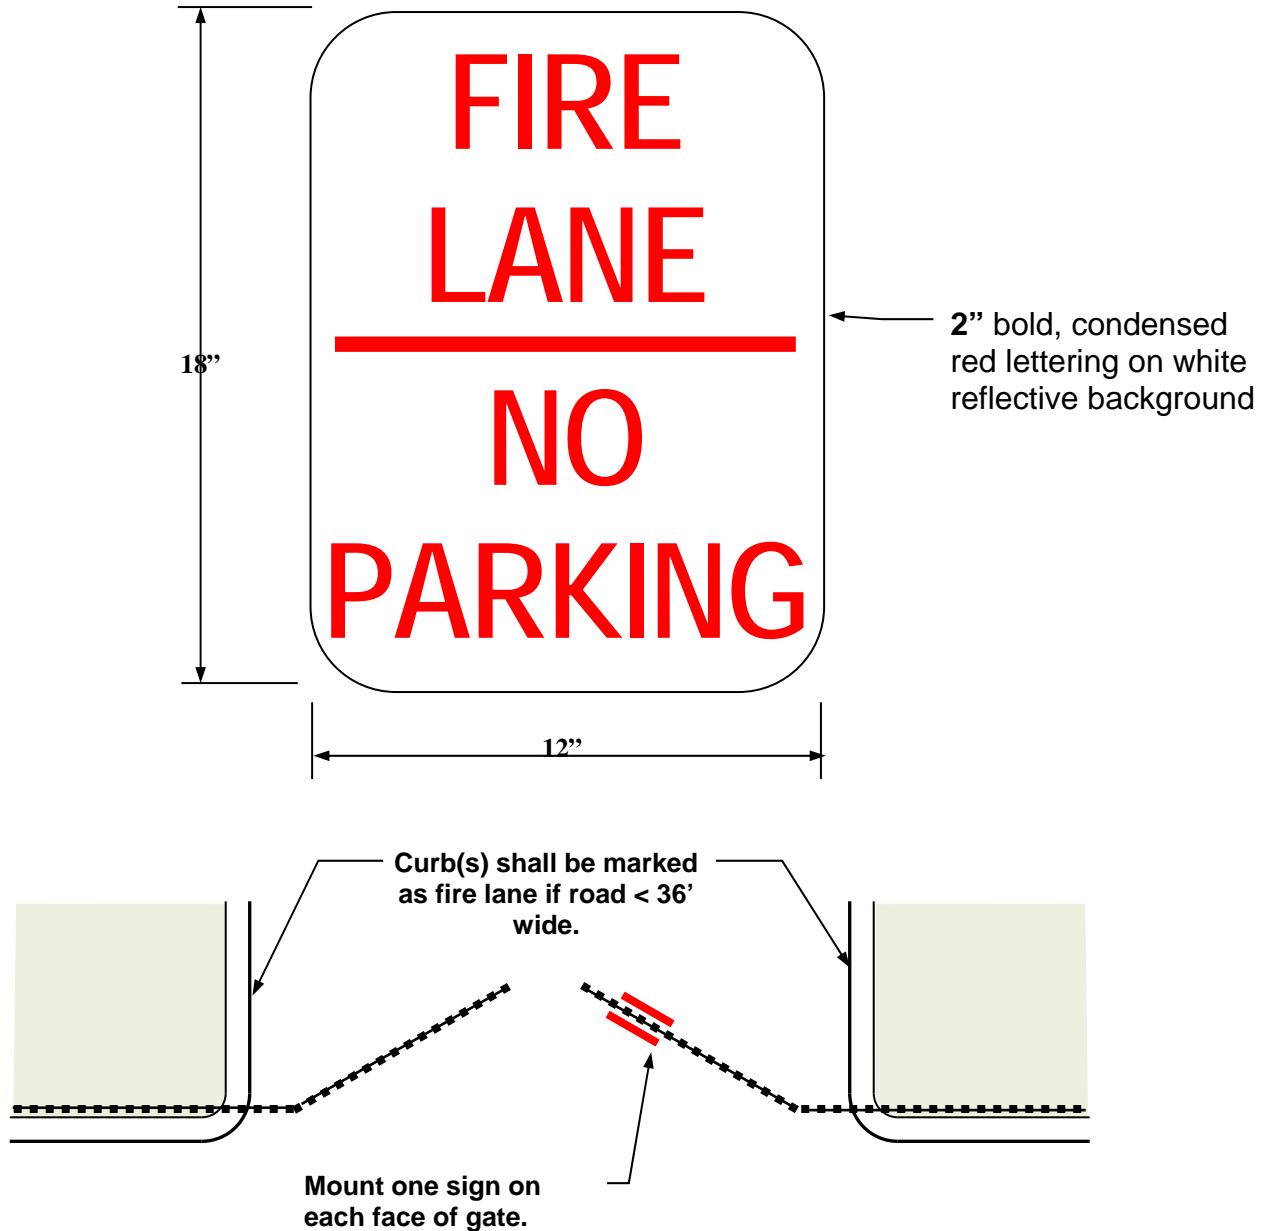 FIRE
LANE
NO
PARKING
18”
2” bold, condensed
red lettering on white
reflective background
12”
Curb(s) shall be marked
as fire lane if road < 36’
wide.
Mount one sign on
each face of gate.